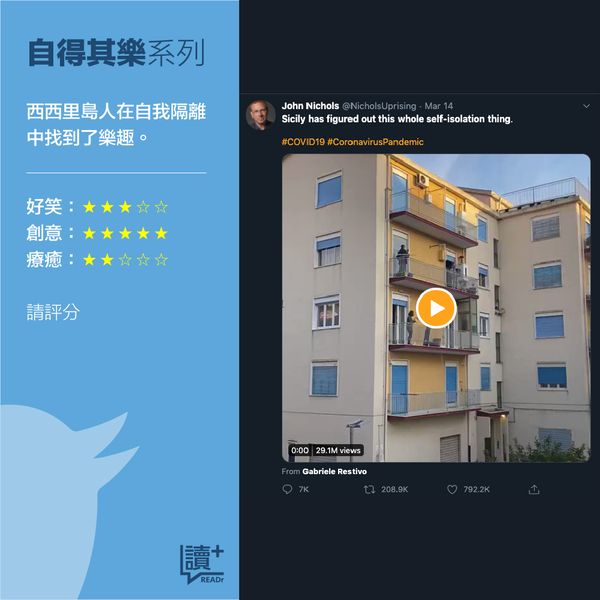 自得其樂系列
西西里島人在自我隔離
中找到了樂趣。
好笑：★★★☆☆
創意：★★★★★
療癒：★★☆☆☆
請評分
讀+
READr
John Nichols @NicholsUprising · Mar 14
Sicily has figured out this whole self-isolation thing.
#COVID19 #CoronavirusPandemic
0:00 29.1M views
From Gabriele Restivo
7K 208.9K 792.2K